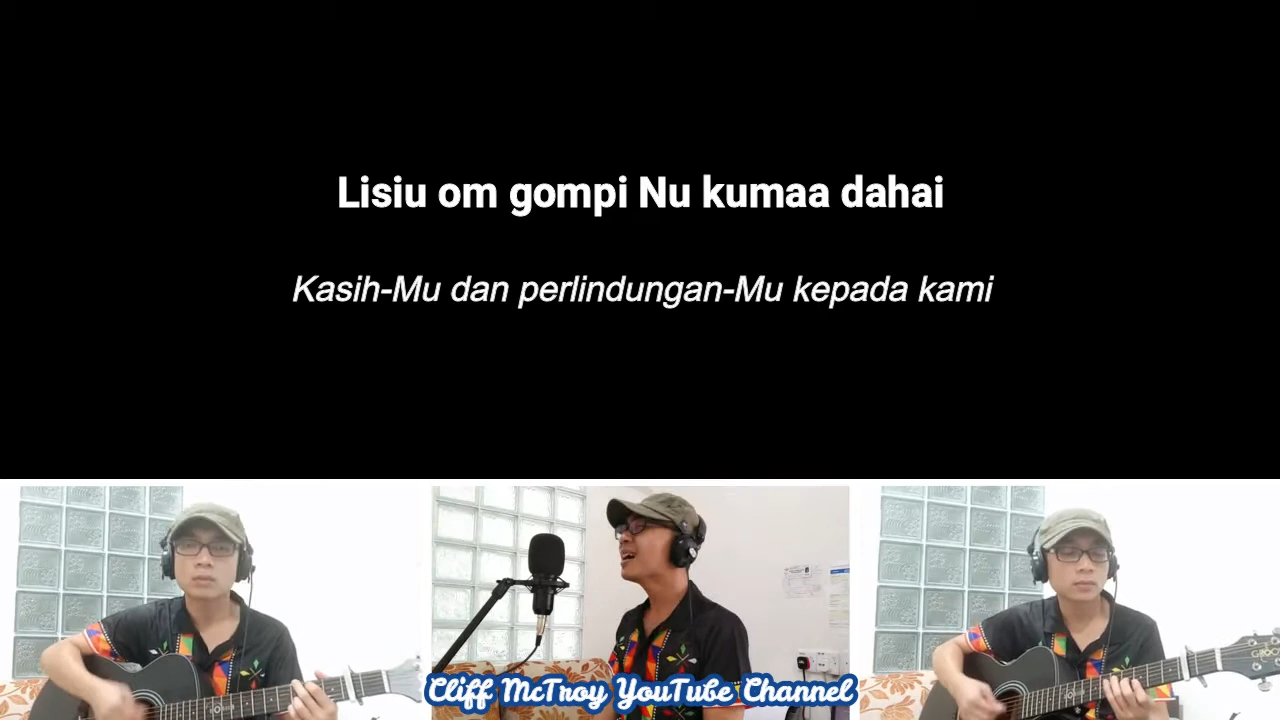 Lisiu om gompi Nu kumaa dahai
Kasih-Mu dan perlindungan-Mu kepada kami
Cliff McTroy YouTube Channel